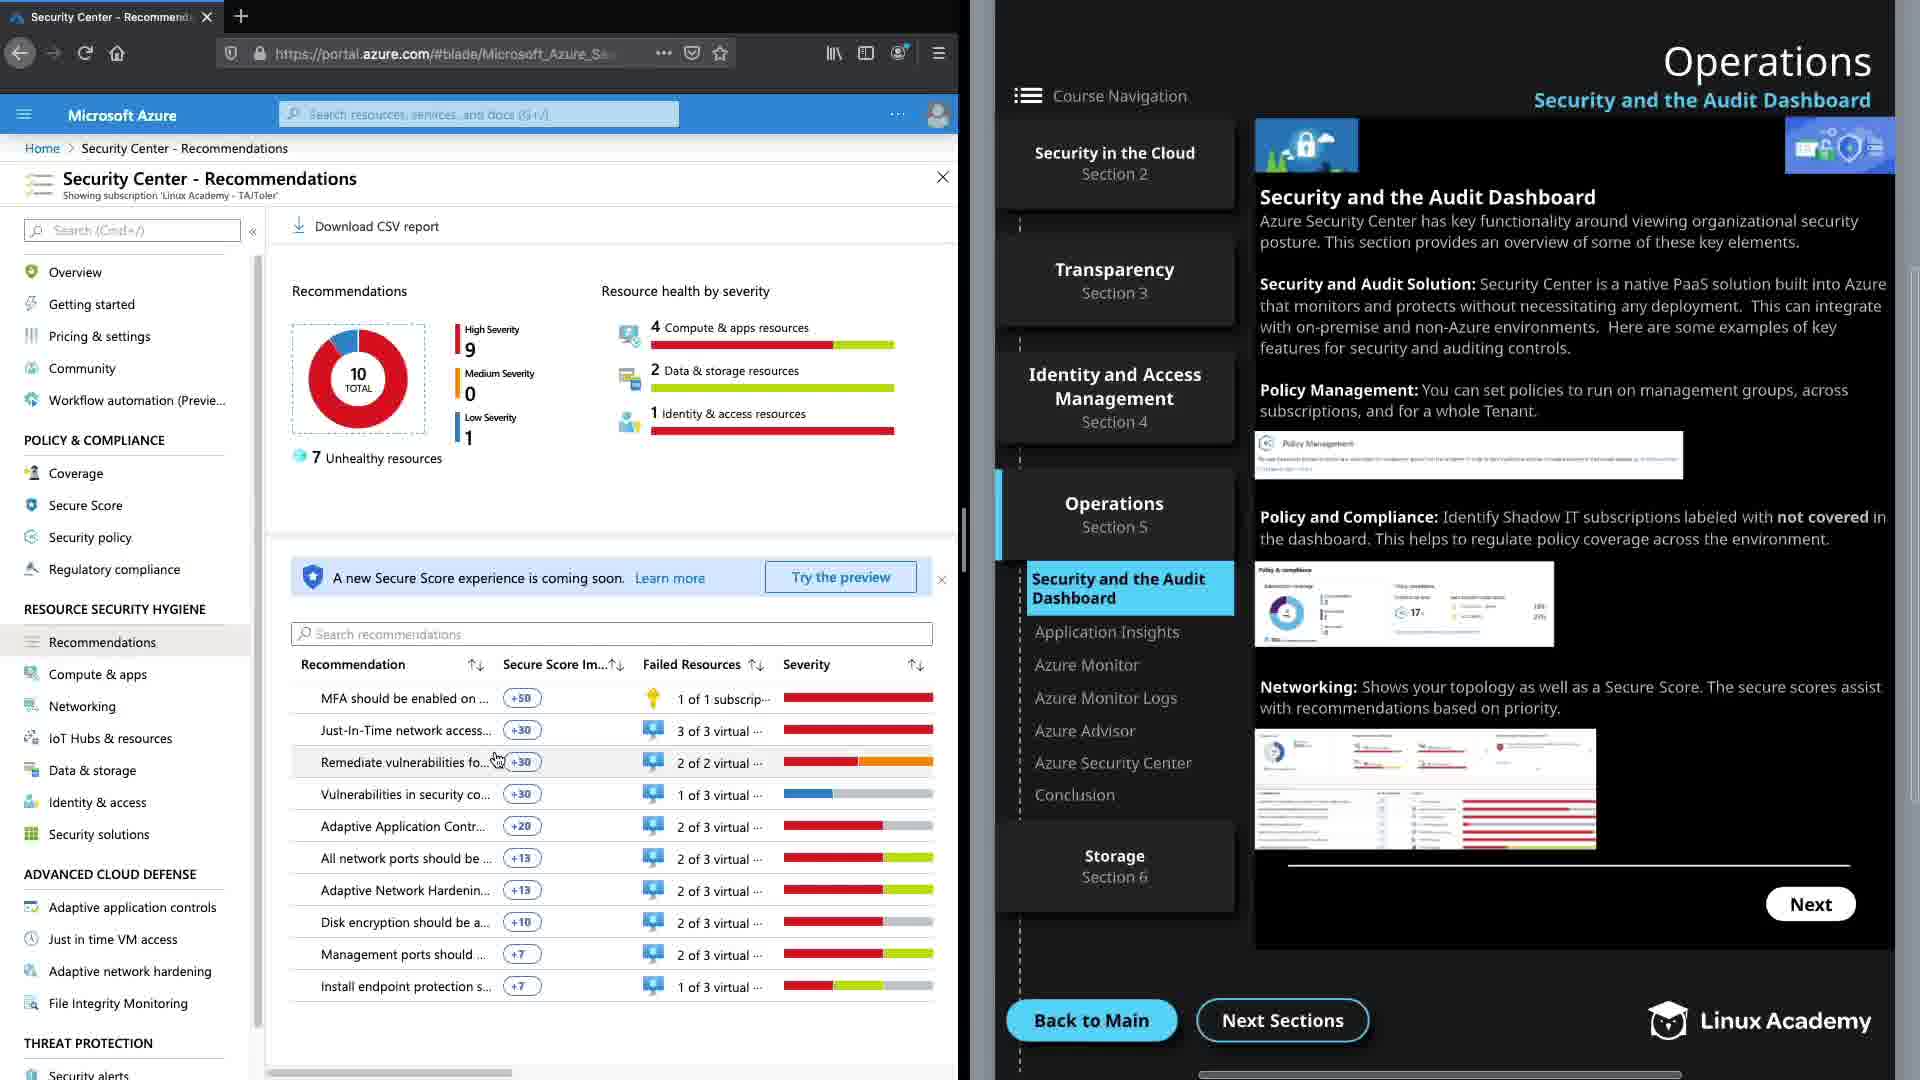 Security Center - Recommend
https://portal.azure.com/#blade/Microsoft_Azure_Se
Microsoft Azure
Search resources, services, and docs (G+/)
Home > Security Center - Recommendations
Security Center - Recommendations
Showing subscription 'Linux Academy - TA/Toler'
Search (Cmd+/)
«
Overview
Getting started
Pricing & settings
Community
Workflow automation (Previe...
POLICY & COMPLIANCE
Coverage
Secure Score
Security policy
Regulatory compliance
RESOURCE SECURITY HYGIENE
Recommendations
Compute & apps
Networking
IoT Hubs & resources
Data & storage
Identity & access
Security solutions
ADVANCED CLOUD DEFENSE
Adaptive application controls
Just in time VM access
Adaptive network hardening
File Integrity Monitoring
THREAT PROTECTION
Security alerts
Download CSV report
Recommendations
10
TOTAL
High Severity
9
Medium Severity
0
Low Severity
1
7 Unhealthy resources
Resource health by severity
4 Compute & apps resources
2 Data & storage resources
1 Identity & access resources
A new Secure Score experience is coming soon. Learn more
Try the preview
Search recommendations
Recommendation Secure Score Im... Failed Resources Severity
MFA should be enabled on ... +50 1 of 1 subscrip...
Just-In-Time network access... +30 3 of 3 virtual ...
Remediate vulnerabilities fo... +30 2 of 2 virtual ...
Vulnerabilities in security co... +30 1 of 3 virtual ...
Adaptive Application Contr... +20 2 of 3 virtual ...
All network ports should be ... +13 2 of 3 virtual ...
Adaptive Network Hardenin... +13 2 of 3 virtual ...
Disk encryption should be a... +10 2 of 3 virtual ...
Management ports should ... +7 2 of 3 virtual ...
Install endpoint protection s... +7 1 of 3 virtual ...
Operations
Security and the Audit Dashboard
Course Navigation
Security in the Cloud
Section 2
Transparency
Section 3
Identity and Access
Management
Section 4
Operations
Section 5
Security and the Audit
Dashboard
Application Insights
Azure Monitor
Azure Monitor Logs
Azure Advisor
Azure Security Center
Conclusion
Storage
Section 6
Security and the Audit Dashboard
Azure Security Center has key functionality around viewing organizational security
posture. This section provides an overview of some of these key elements.
Security and Audit Solution: Security Center is a native PaaS solution built into Azure
that monitors and protects without necessitating any deployment. This can integrate
with on-premise and non-Azure environments. Here are some examples of key
features for security and auditing controls.
Policy Management: You can set policies to run on management groups, across
subscriptions, and for a whole Tenant.
Policy Management
Policy and Compliance: Identify Shadow IT subscriptions labeled with not covered in
the dashboard. This helps to regulate policy coverage across the environment.
Policy & compliance
17
Networking: Shows your topology as well as a Secure Score. The secure scores assist
with recommendations based on priority.
Next
Back to Main
Next Sections
Linux Academy